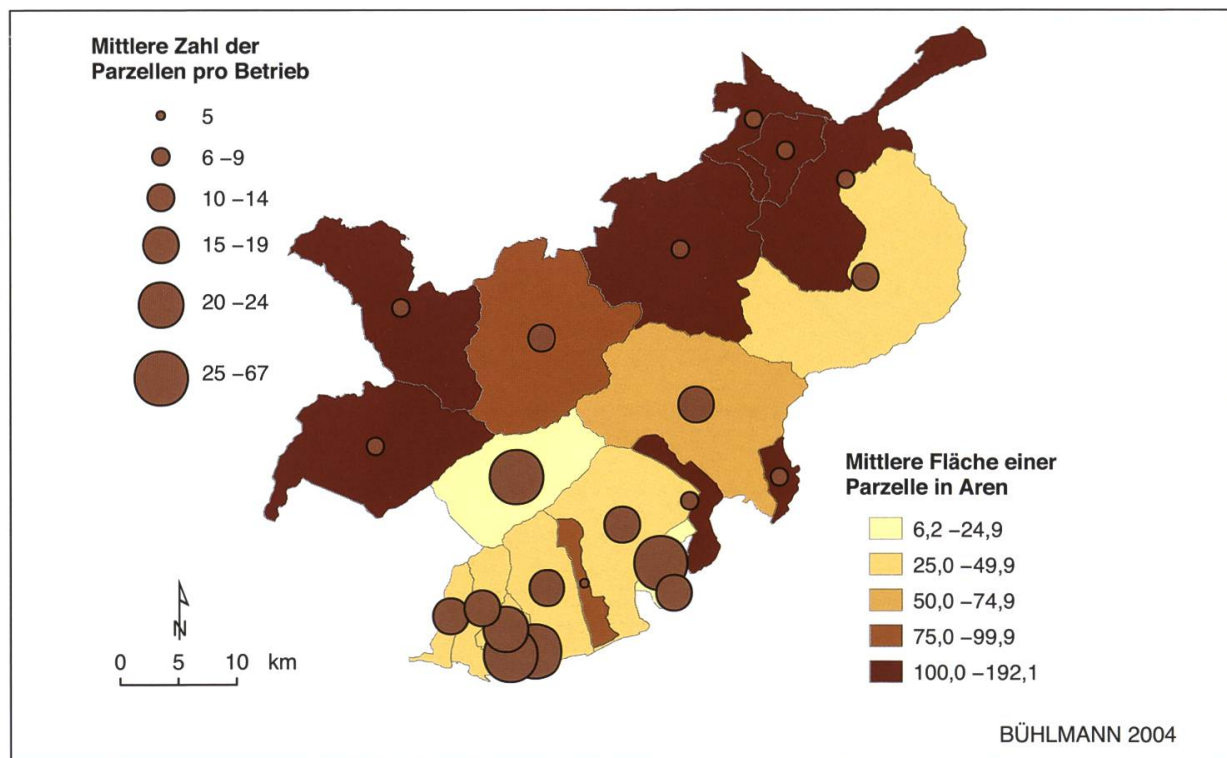 Mittlere Zahl der
Parzellen pro Betrieb
5
6 –9
10 –14
15 –19
20 –24
25 –67
N
0 5 10 km
Mittlere Fläche einer
Parzelle in Aren
6,2 –24,9
25,0 –49,9
50,0 –74,9
75,0 –99,9
100,0 –192,1
BÜHLMANN 2004